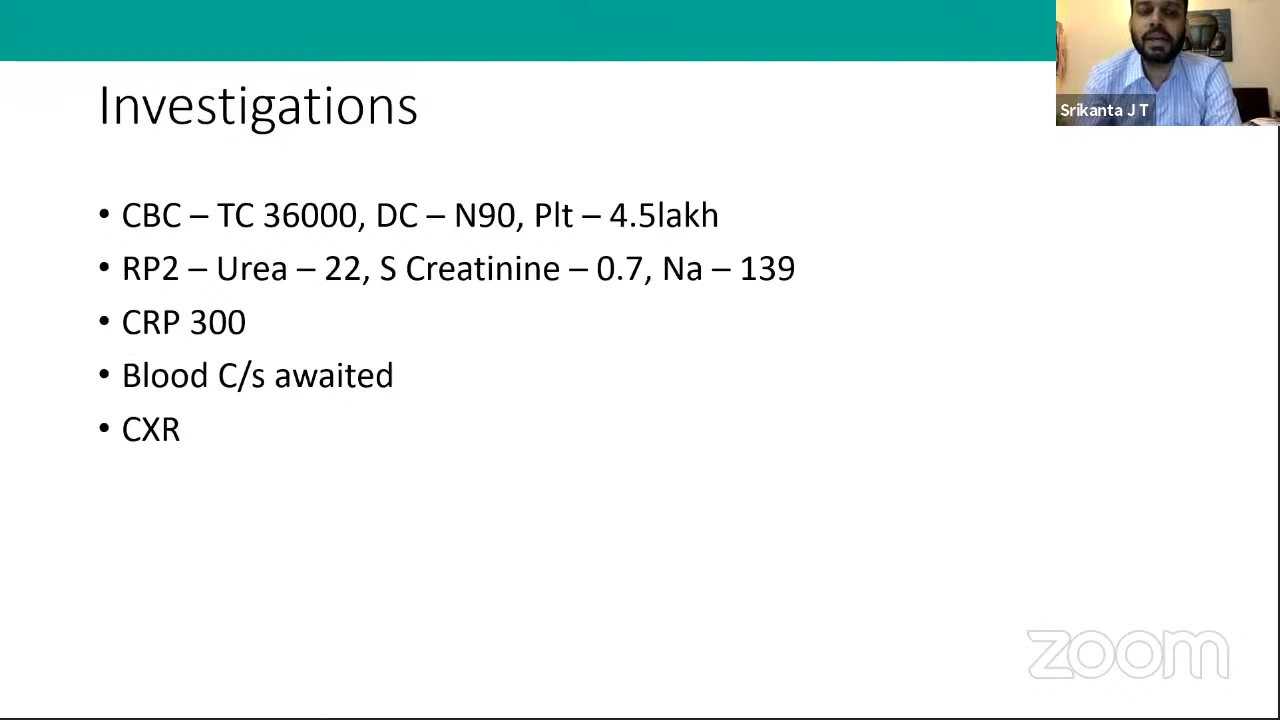 Investigations
• CBC – TC 36000, DC – N90, Plt – 4.5lakh
• RP2 – Urea – 22, S Creatinine – 0.7, Na – 139
• CRP 300
• Blood C/s awaited
• CXR
Srikanta J T
zoom